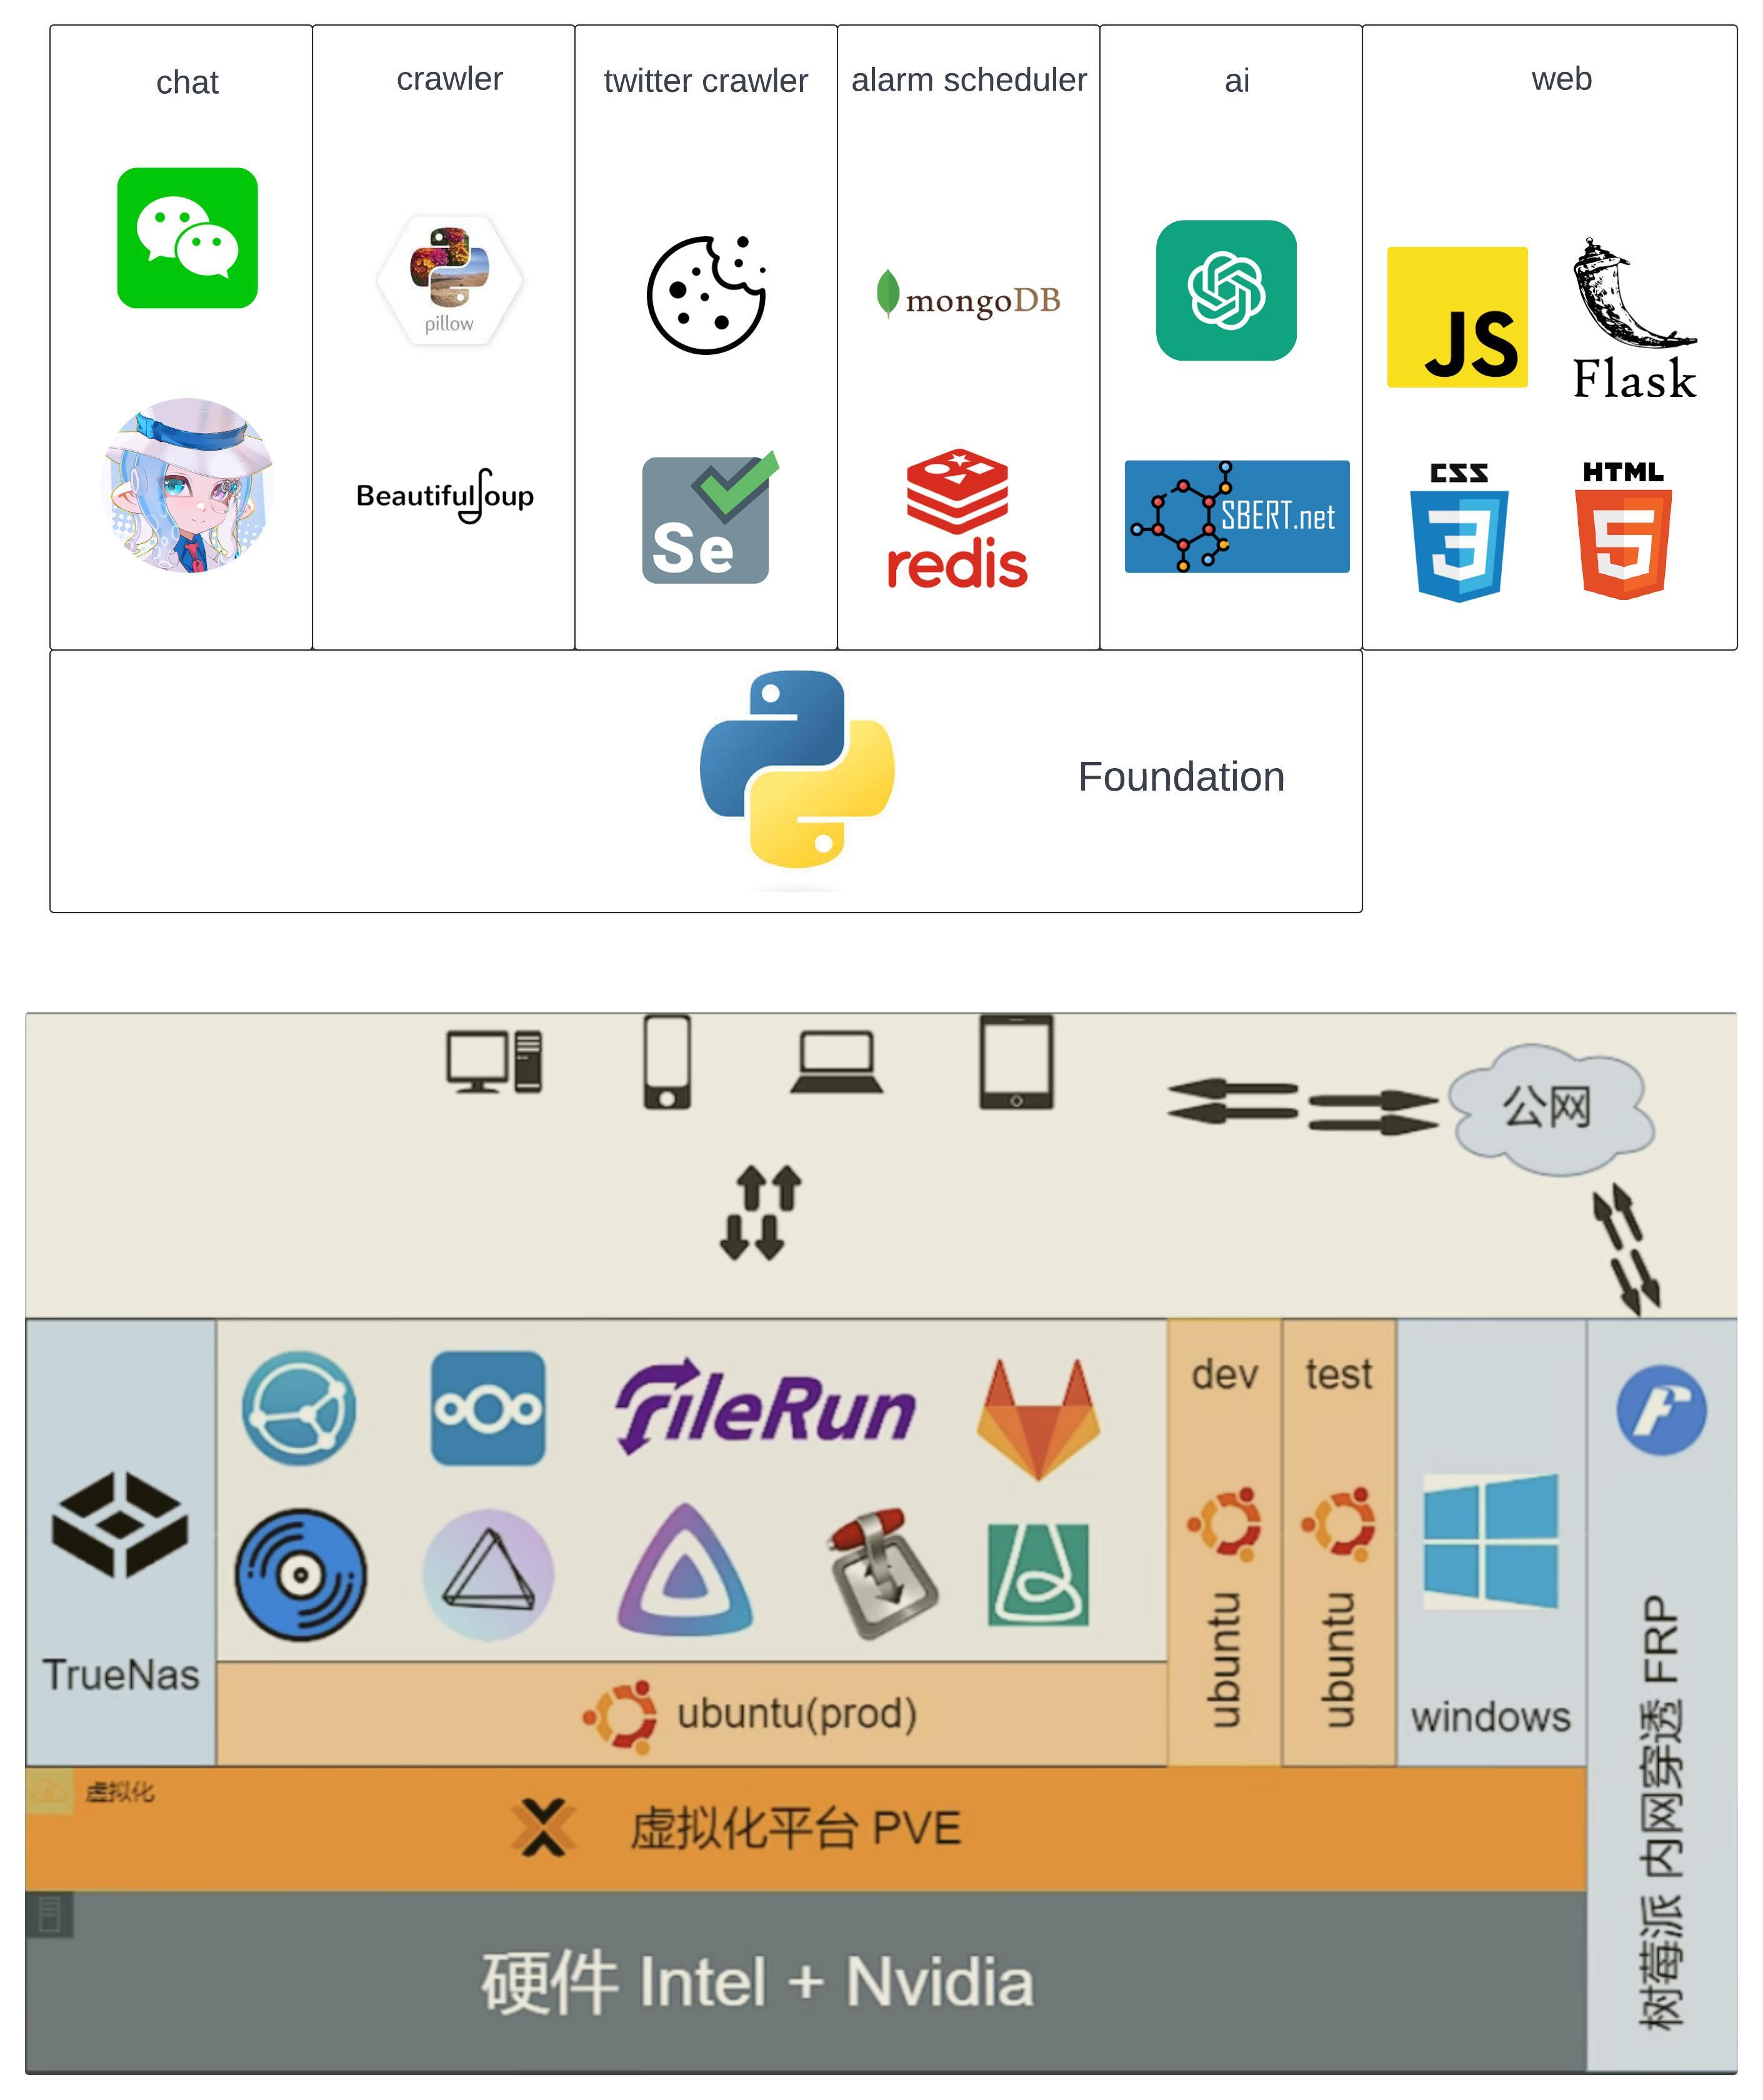 chat
crawler
twitter crawler
alarm scheduler
ai
web
pillow
BeautifulSoup
Se
mongoDB
redis
SBERT.net
JS
Flask
CSS
3
HTML
5
Foundation
公网
TrueNas
FileRun
dev
ubuntu
test
ubuntu
windows
树莓派 内网穿透 FRP
ubuntu(prod)
虚拟化
虚拟化平台 PVE
硬件 Intel + Nvidia